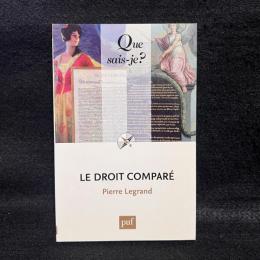 Que
sais-je?
LE DROIT COMPARÉ
Pierre Legrand
puf